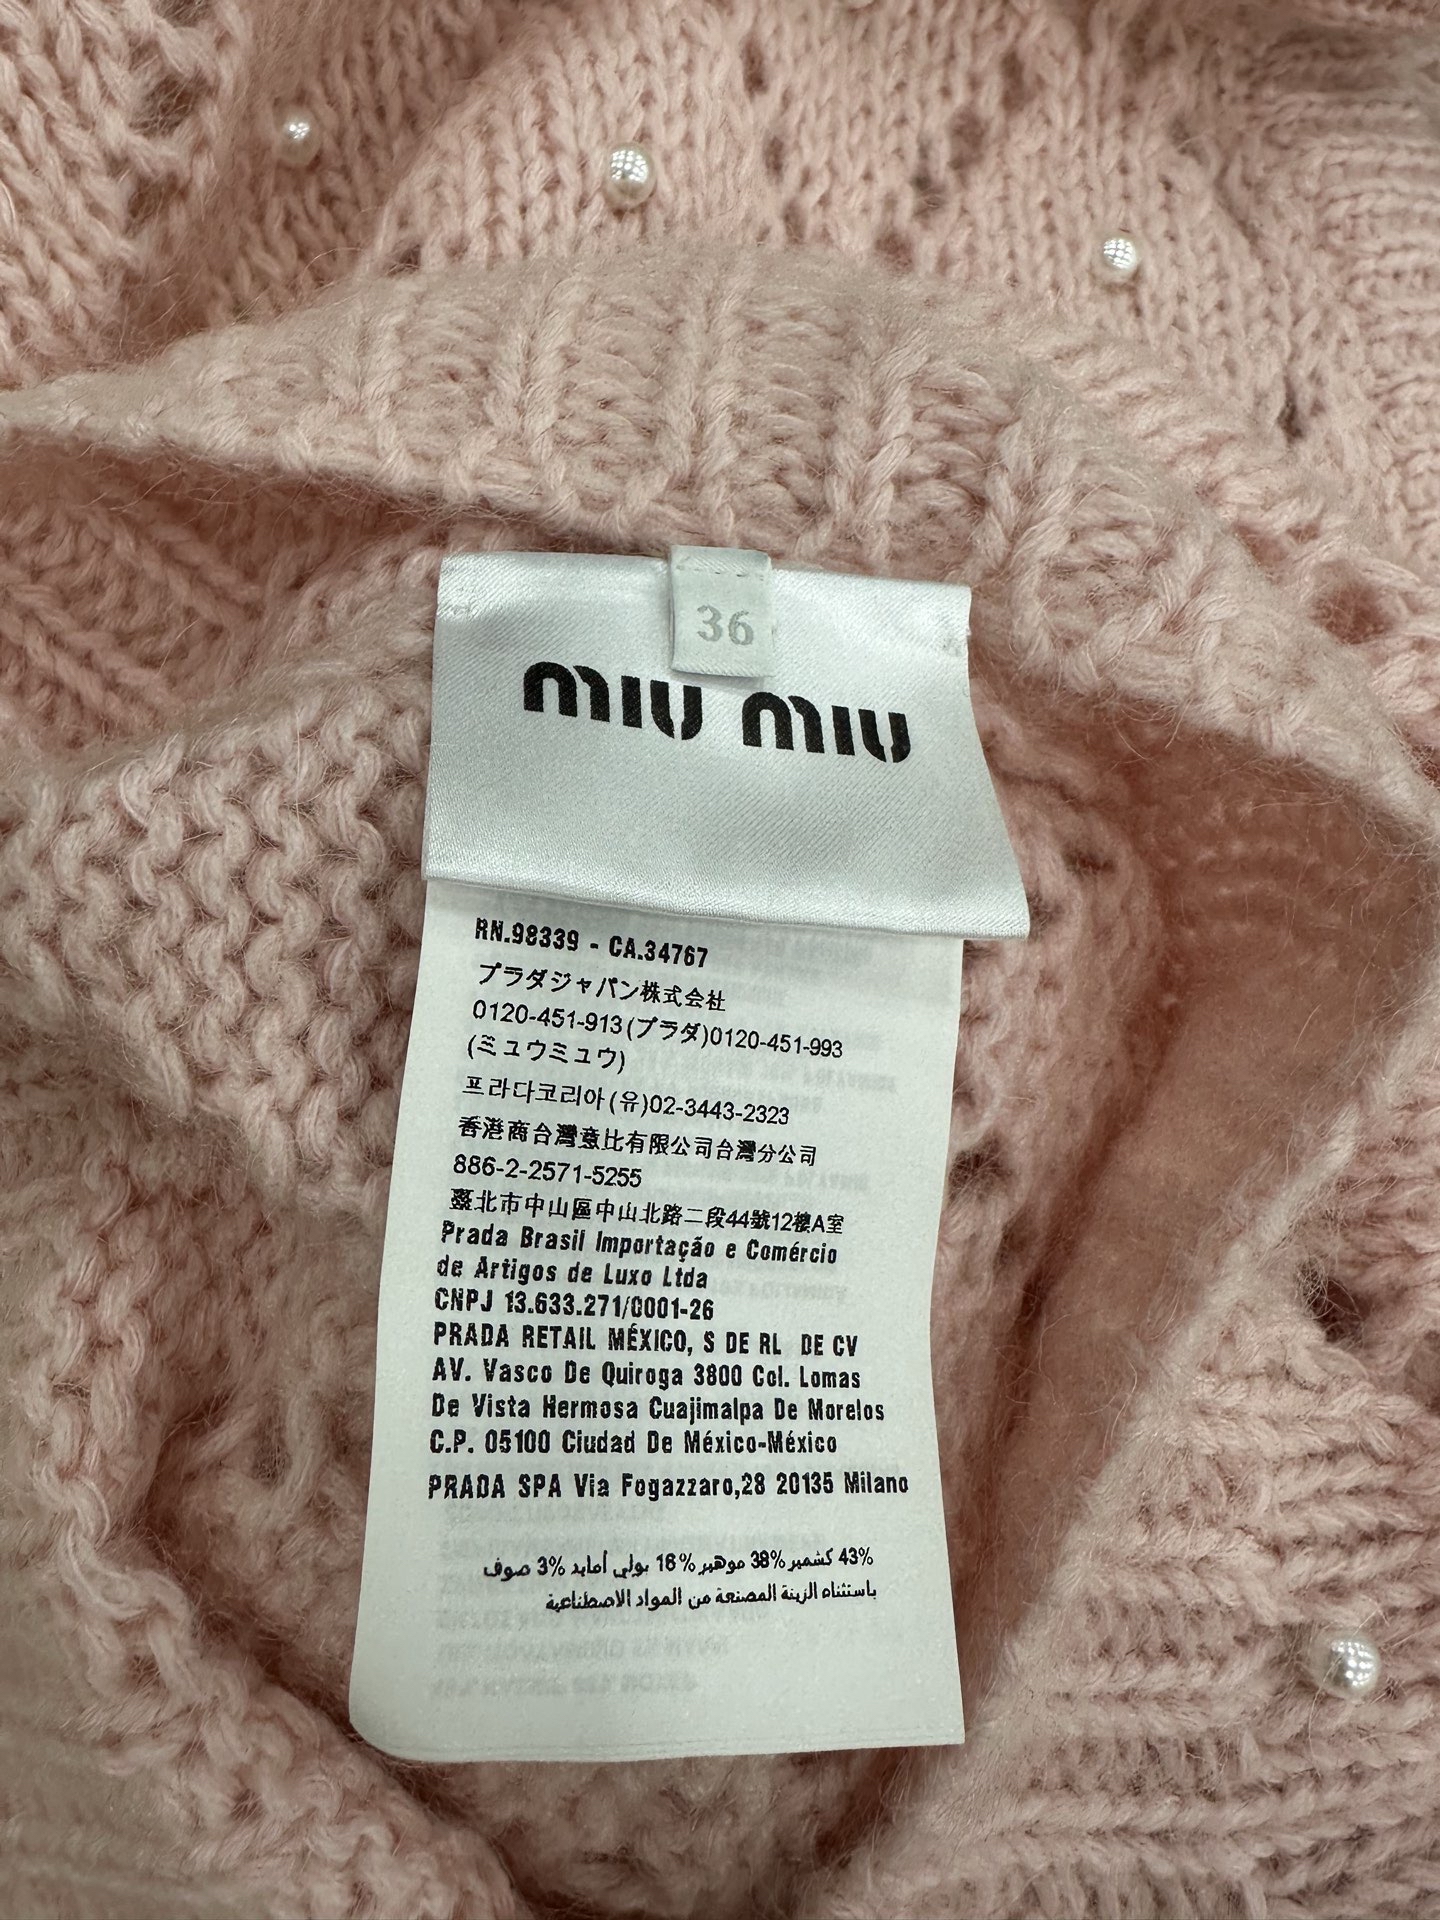 36
miu miu
RN.98339 - CA.34767
プラダジャパン株式会社
0120-451-913(プラダ)0120-451-993
(ミュウミュウ)
프라다코리아(유)02-3443-2323
香港商台灣意比有限公司台灣分公司
886-2-2571-5255
臺北市中山區中山北路二段44號12樓A室
Prada Brasil Importação e Comércio
de Artigos de Luxo Ltda
CNPJ 13.633.271/0001-26
PRADA RETAIL MÉXICO, S DE RL DE CV
AV. Vasco De Quiroga 3800 Col. Lomas
De Vista Hermosa Cuajimalpa De Morelos
C.P. 05100 Ciudad De México-México
PRADA SPA Via Fogazzaro,28 20135 Milano
43% كشمير 38% موهير 16% بولي أمايد 3% صوف
باستثناء الزينة المصنعة من المواد الاصطناعية